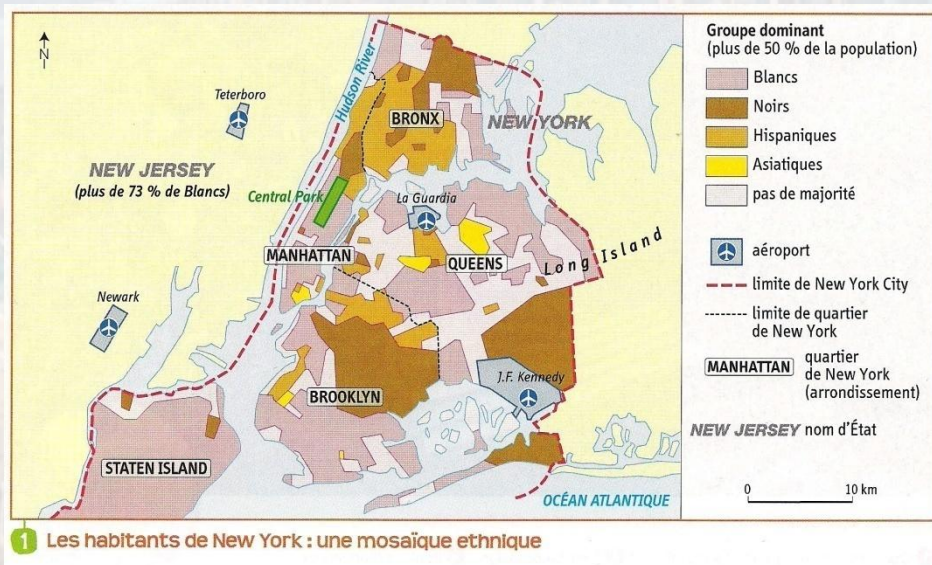 N
Teterboro
Hudson River
BRONX
NEW YORK
NEW JERSEY
(plus de 73 % de Blancs)
Central Park
La Guardia
MANHATTAN
QUEENS
Long Island
Newark
J.F. Kennedy
BROOKLYN
STATEN ISLAND
OCÉAN ATLANTIQUE
Groupe dominant
(plus de 50 % de la population)
Blancs
Noirs
Hispaniques
Asiatiques
pas de majorité
aéroport
limite de New York City
limite de quartier
de New York
MANHATTAN quartier
de New York
(arrondissement)
NEW JERSEY nom d'État
0 10 km
1 Les habitants de New York : une mosaïque ethnique